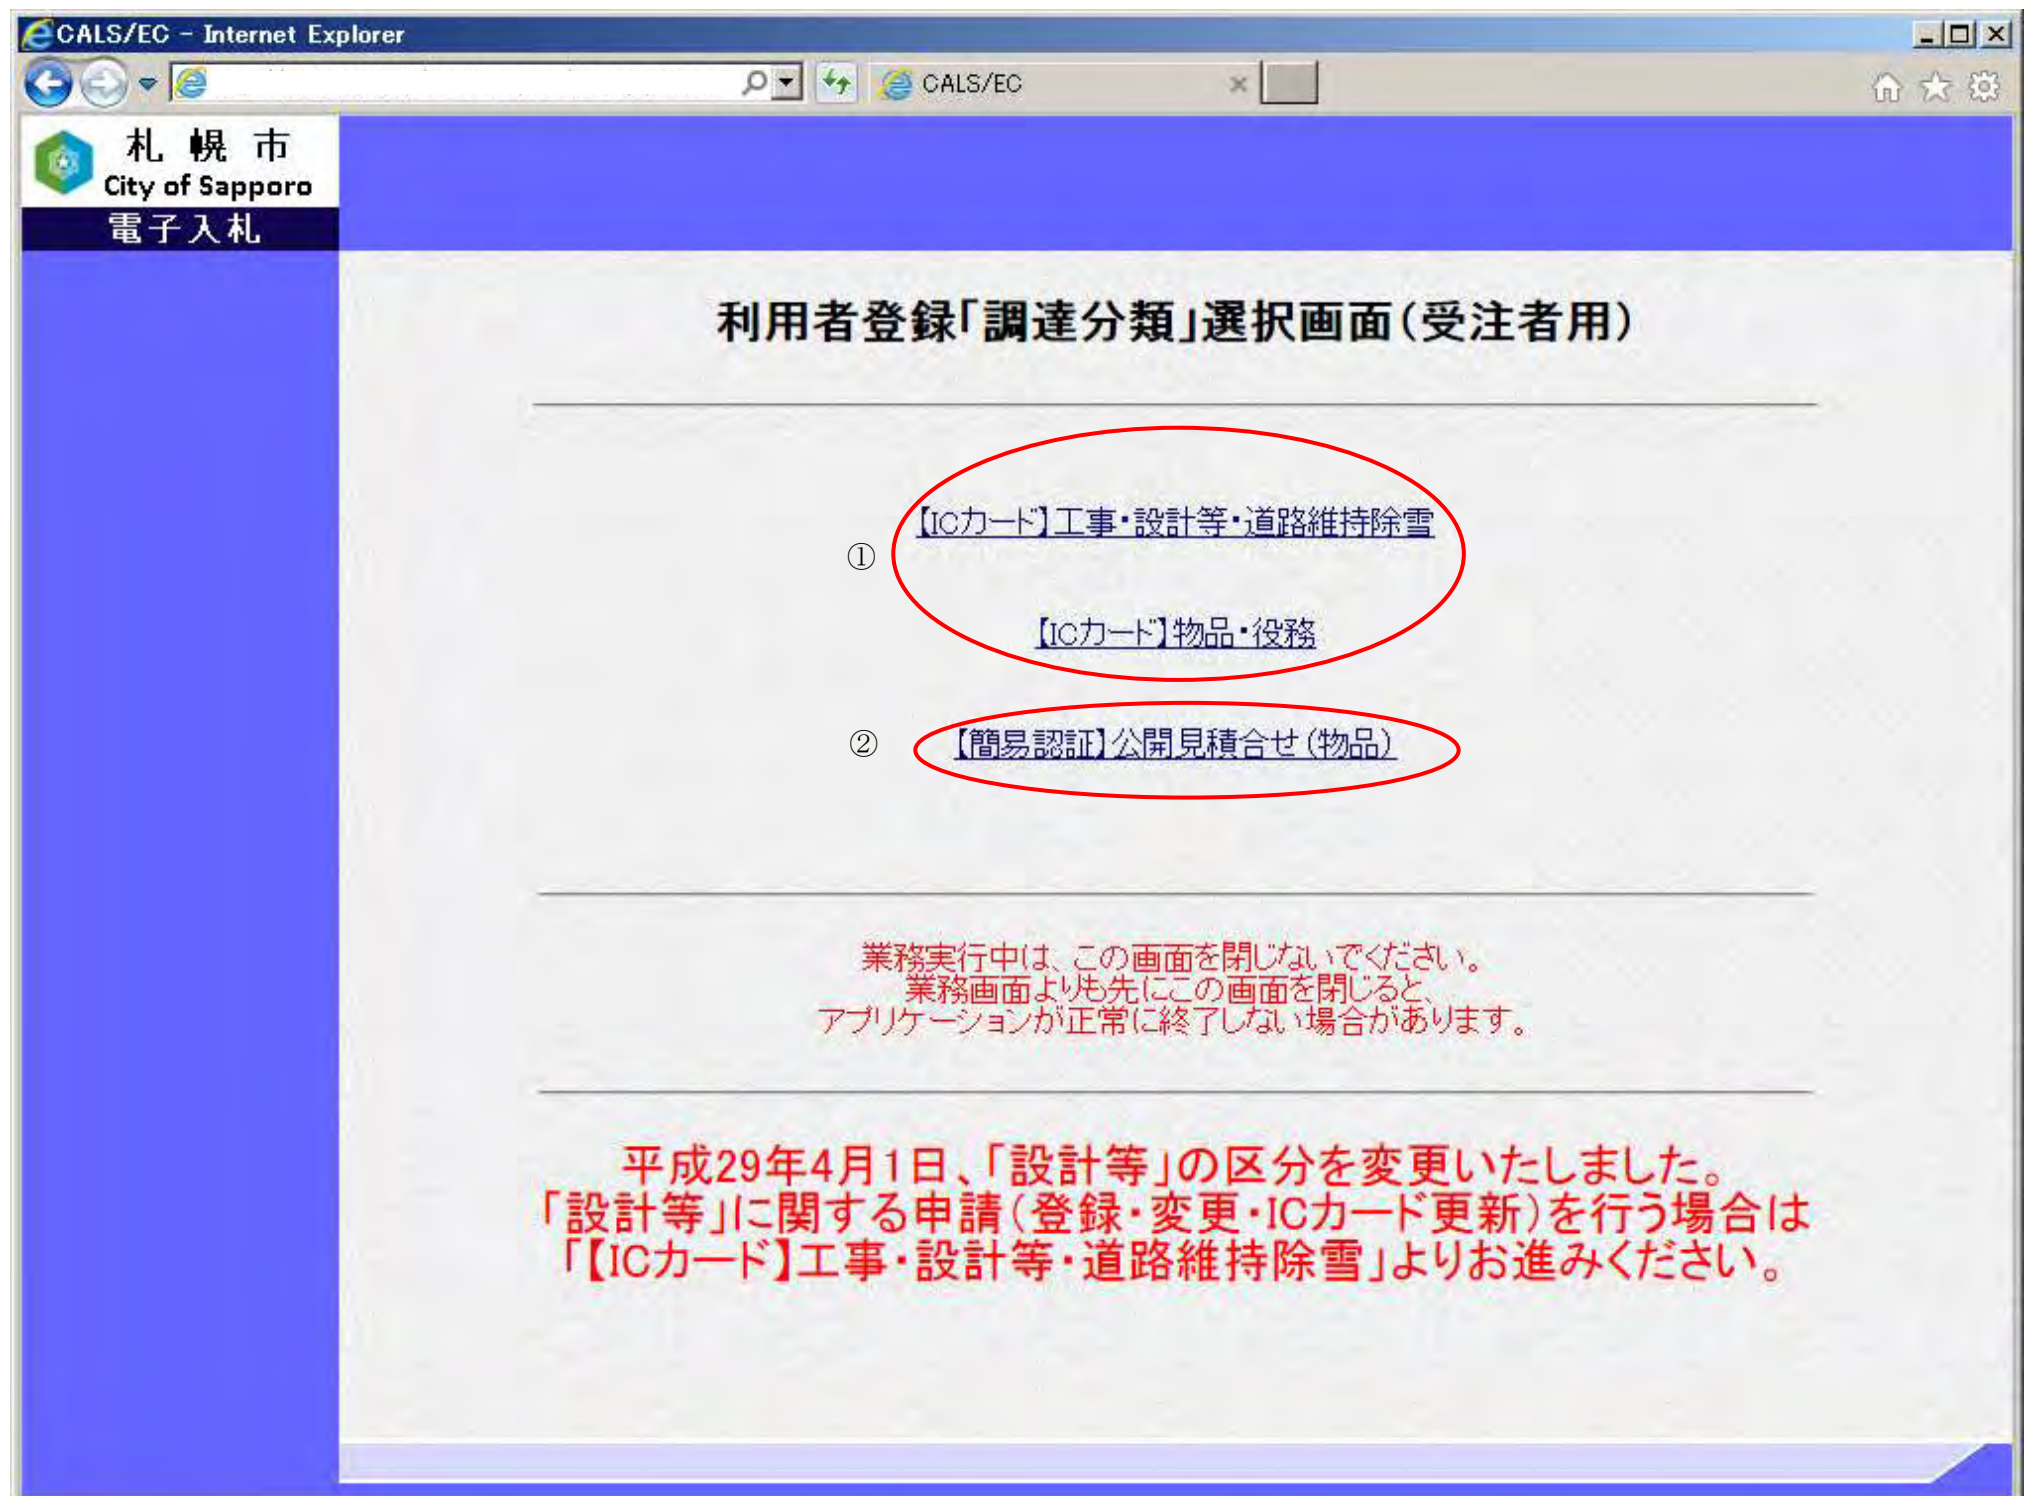 CALS/EC - Internet Explorer
CALS/EC
札幌市
City of Sapporo
電子入札
利用者登録「調達分類」選択画面(受注者用)
①
【ICカード】工事・設計等・道路維持除雪
【ICカード】物品・役務
②
【簡易認証】公開見積合せ(物品)
業務実行中は、この画面を閉じないでください。
業務画面よりも先にこの画面を閉じると、
アプリケーションが正常に終了しない場合があります。
平成29年4月1日、「設計等」の区分を変更いたしました。
「設計等」に関する申請(登録・変更・ICカード更新)を行う場合は
「【ICカード】工事・設計等・道路維持除雪」よりお進みください。